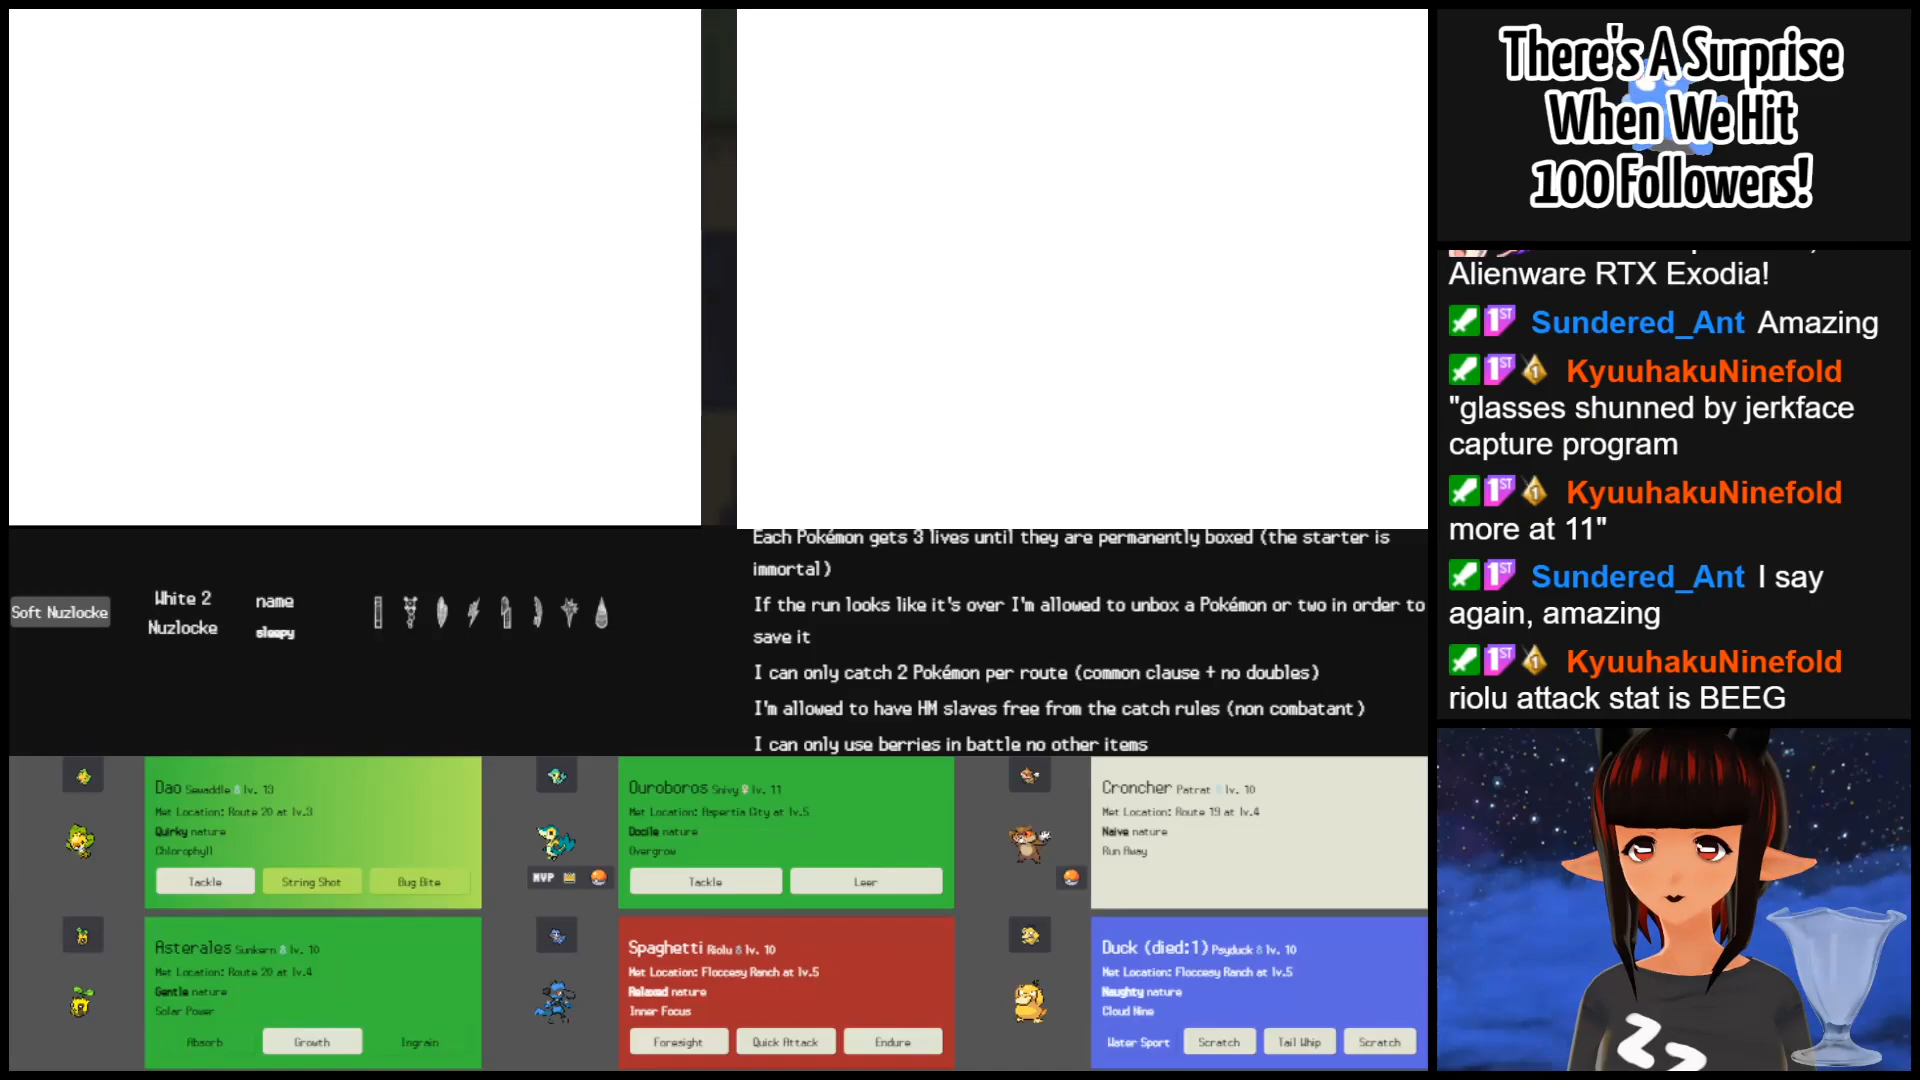 There's A Surprise
When We Hit
100 Followers!
Alienware RTX Exodia!
1ST Sundered_Ant Amazing
1ST 1 KyuuhakuNinefold
"glasses shunned by jerkface
capture program
1ST 1 KyuuhakuNinefold
more at 11"
1ST Sundered_Ant I say
again, amazing
1ST 1 KyuuhakuNinefold
riolu attack stat is BEEG
Each Pokémon gets 3 lives until they are permanently boxed (the starter is
immortal)
If the run looks like it's over I'm allowed to unbox a Pokémon or two in order to
save it
I can only catch 2 Pokémon per route (common clause + no doubles)
I'm allowed to have HM slaves free from the catch rules (non combatant)
I can only use berries in battle no other items
Soft Nuzlocke
White 2
Nuzlocke
name
sleepy
Dao Sewaddle lv. 13
Met Location: Route 20 at lv.3
Quirky nature
Chlorophyll
Tackle String Shot Bug Bite
MVP
Ouroboros Snivy lv. 11
Met Location: Aspertia City at lv.5
Docile nature
Overgrow
Tackle Leer
Croncher Patrat lv. 10
Met Location: Route 19 at lv.4
Naive nature
Run Away
Asterales Sunkern lv. 10
Met Location: Route 20 at lv.4
Gentle nature
Solar Power
Absorb Growth Ingrain
Spaghetti Riolu lv. 10
Met Location: Floccesy Ranch at lv.5
Relaxed nature
Inner Focus
Foresight Quick Attack Endure
Duck (died:1) Psyduck lv. 10
Met Location: Floccesy Ranch at lv.5
Naughty nature
Cloud Nine
Water Sport Scratch Tail Whip Scratch